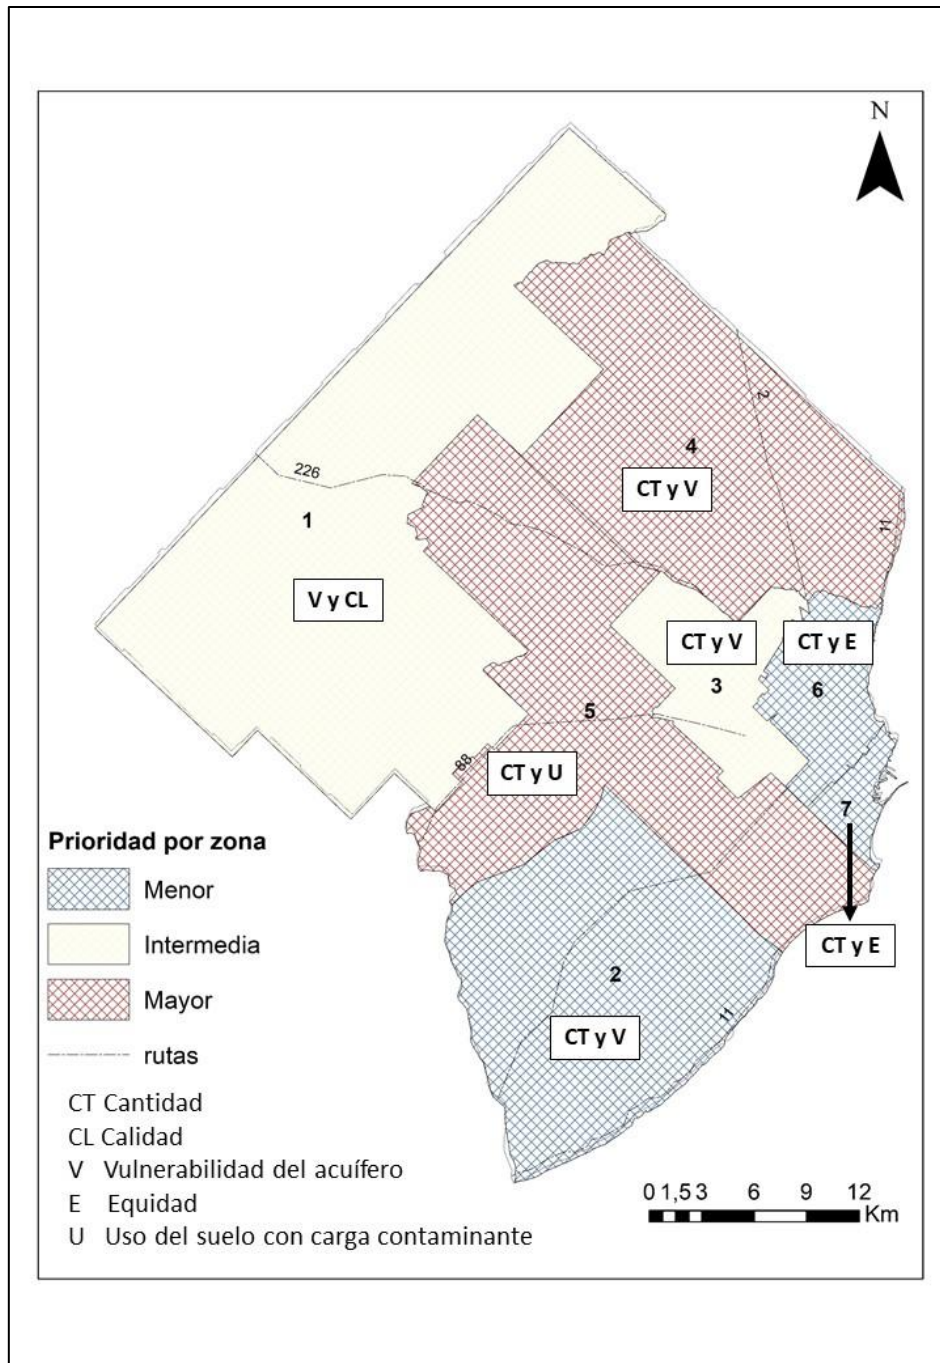 N
2
4
CT y V
226
11
1
V y CL
CT y V
CT y E
3
6
5
88
CT y U
7
Prioridad por zona
Menor
Intermedia
Mayor
rutas
CT y E
2
11
CT y V
CT Cantidad
CL Calidad
V Vulnerabilidad del acuífero
E Equidad
U Uso del suelo con carga contaminante
0 1,5 3 6 9 12
Km